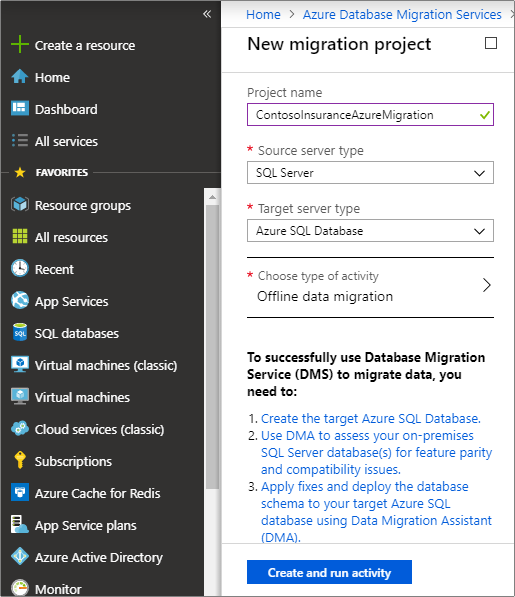 «
Create a resource
Home
Dashboard
All services
FAVORITES
Resource groups
All resources
Recent
App Services
SQL databases
Virtual machines (classic)
Virtual machines
Cloud services (classic)
Subscriptions
Azure Cache for Redis
App Service plans
Azure Active Directory
Monitor
Home > Azure Database Migration Services >
New migration project
Project name
ContosoInsuranceAzureMigration
* Source server type
SQL Server
* Target server type
Azure SQL Database
* Choose type of activity
Offline data migration
To successfully use Database Migration
Service (DMS) to migrate data, you
need to:
1. Create the target Azure SQL Database.
2. Use DMA to assess your on-premises
SQL Server database(s) for feature parity
and compatibility issues.
3. Apply fixes and deploy the database
schema to your target Azure SQL
database using Data Migration Assistant
(DMA).
Create and run activity